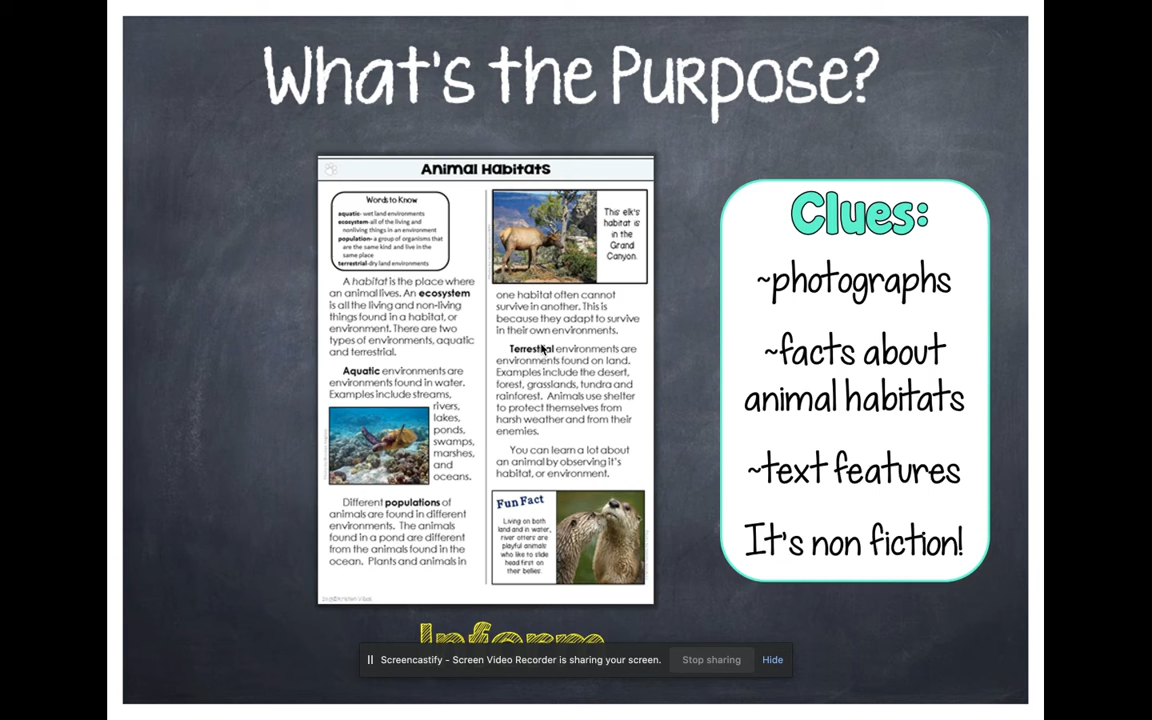 What's the Purpose?
Animal Habitats
Words to Know
aquatic- wet land environments
ecosystem-all of the living and
nonliving things in an environment
population- a group of organisms that
are the same kind and live in the
same place
terrestrial-dry land environments
A habitat is the place where
an animal lives. An ecosystem
is all the living and non-living
things found in a habitat, or
environment. There are two
types of environments, aquatic
and terrestrial.
Aquatic environments are
environments found in water.
Examples include streams,
rivers,
lakes,
ponds,
swamps,
marshes,
and
oceans.
Different populations of
animals are found in different
environments. The animals
found in a pond are different
from the animals found in the
ocean. Plants and animals in
This elk's
habitat is
in the
Grand
Canyon.
one habitat often cannot
survive in another. This is
because they adapt to survive
in their own environments.
Terrestrial environments are
environments found on land.
Examples include the desert,
forest, grasslands, tundra and
rainforest. Animals use shelter
to protect themselves from
harsh weather and from their
enemies.
You can learn a lot about
an animal by observing it's
habitat, or environment.
Fun Fact
Living on both
land and in water,
river otters are
playful animals
who like to slide
head first on
their bellies.
Clues:
~photographs
~facts about
animal habitats
~text features
It's non fiction!
Inform
Screencastify - Screen Video Recorder is sharing your screen.
Stop sharing
Hide